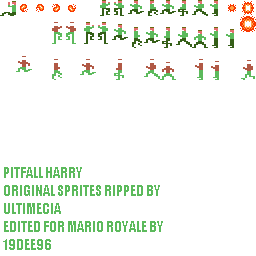 PITFALL HARRY
ORIGINAL SPRITES RIPPED BY
ULTIMECIA
EDITED FOR MARIO ROYALE BY
19DEE96